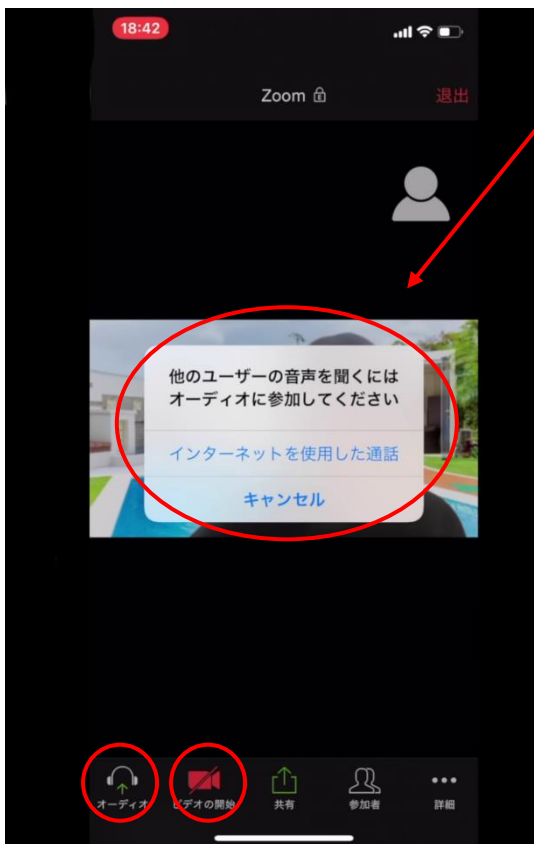 18:42
Zoom
退出
他のユーザーの音声を聞くには
オーディオに参加してください
インターネットを使用した通話
キャンセル
オーディオ
ビデオの開始
共有
参加者
詳細